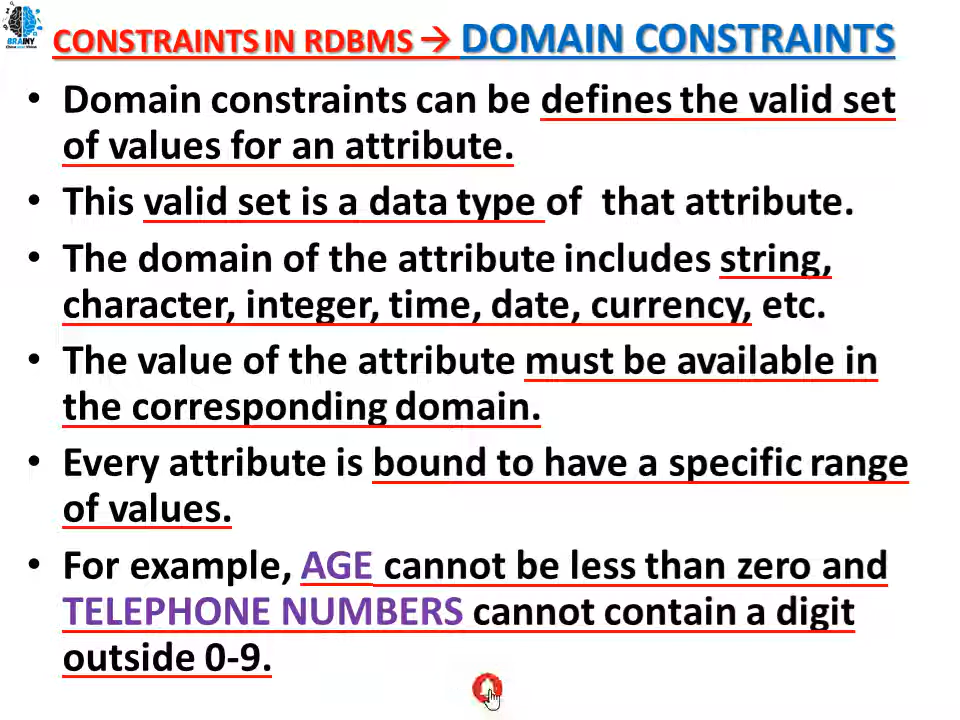 BRAINY
CONSTRAINTS IN RDBMS → DOMAIN CONSTRAINTS
• Domain constraints can be defines the valid set
of values for an attribute.
• This valid set is a data type of that attribute.
• The domain of the attribute includes string,
character, integer, time, date, currency, etc.
• The value of the attribute must be available in
the corresponding domain.
• Every attribute is bound to have a specific range
of values.
• For example, AGE cannot be less than zero and
TELEPHONE NUMBERS cannot contain a digit
outside 0-9.